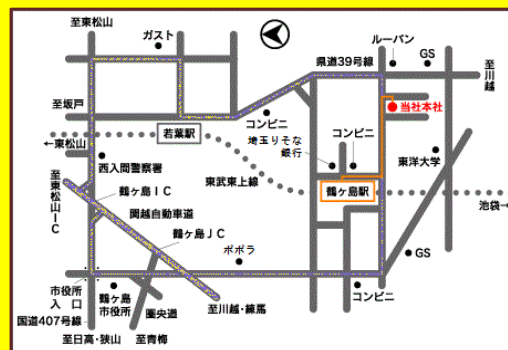 至東松山
ガスト
ルーパン
GS
県道39号線
至川越
至坂戸
コンビニ
当社本社
←東松山
若葉駅
埼玉りそな
銀行
コンビニ
西入間警察署
東洋大学
至東松山IC
鶴ヶ島IC
東武東上線
鶴ヶ島駅
関越自動車道
池袋→
鶴ヶ島JC
ポポラ
GS
市役所
入口
鶴ヶ島
市役所
圏央道
至川越・練馬
コンビニ
国道407号線
至日高・狭山
至青梅